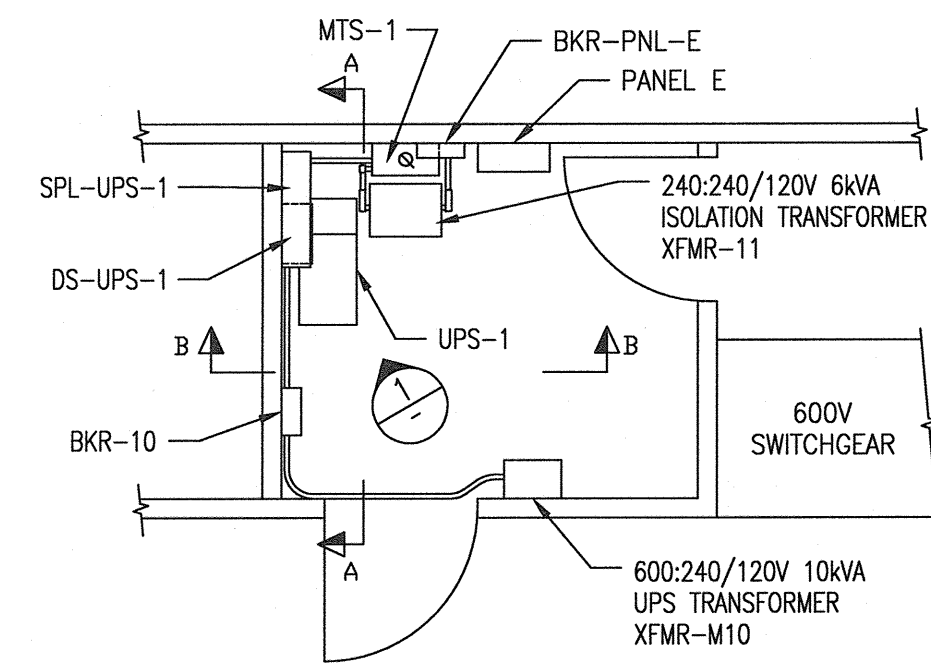 MTS-1
BKR-PNL-E
PANEL E
A
SPL-UPS-1
240:240/120V 6kVA
ISOLATION TRANSFORMER
XFMR-11
DS-UPS-1
B
UPS-1
B
1
-
600V
SWITCHGEAR
BKR-10
A
600:240/120V 10kVA
UPS TRANSFORMER
XFMR-M10